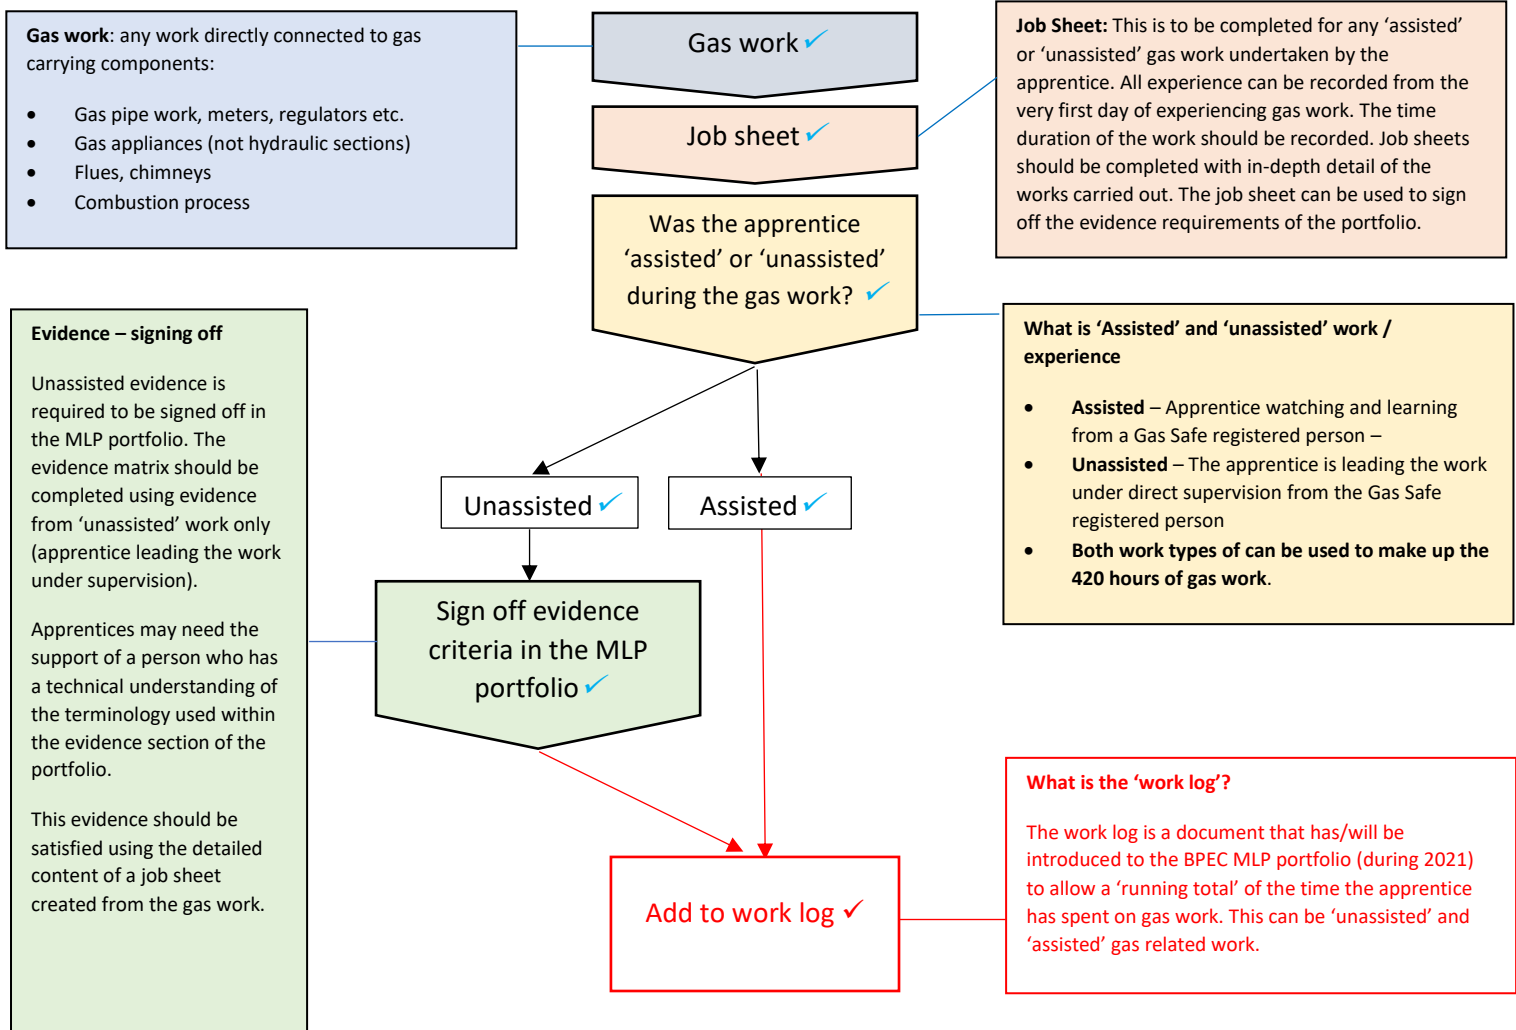 Gas work: any work directly connected to gas
carrying components:
• Gas pipe work, meters, regulators etc.
• Gas appliances (not hydraulic sections)
• Flues, chimneys
• Combustion process
Gas work ✓
Job sheet ✓
Job Sheet: This is to be completed for any ‘assisted’
or ‘unassisted’ gas work undertaken by the
apprentice. All experience can be recorded from the
very first day of experiencing gas work. The time
duration of the work should be recorded. Job sheets
should be completed with in-depth detail of the
works carried out. The job sheet can be used to sign
off the evidence requirements of the portfolio.
Was the apprentice
‘assisted’ or ‘unassisted’
during the gas work? ✓
What is ‘Assisted’ and ‘unassisted’ work /
experience
• Assisted – Apprentice watching and learning
from a Gas Safe registered person –
• Unassisted – The apprentice is leading the work
under direct supervision from the Gas Safe
registered person
• Both work types of can be used to make up the
420 hours of gas work.
Evidence – signing off
Unassisted evidence is
required to be signed off in
the MLP portfolio. The
evidence matrix should be
completed using evidence
from ‘unassisted’ work only
(apprentice leading the work
under supervision).
Apprentices may need the
support of a person who has
a technical understanding of
the terminology used within
the evidence section of the
portfolio.
This evidence should be
satisfied using the detailed
content of a job sheet
created from the gas work.
Unassisted ✓
Assisted ✓
Sign off evidence
criteria in the MLP
portfolio ✓
Add to work log ✓
What is the ‘work log’?
The work log is a document that has/will be
introduced to the BPEC MLP portfolio (during 2021)
to allow a ‘running total’ of the time the apprentice
has spent on gas work. This can be ‘unassisted’ and
‘assisted’ gas related work.